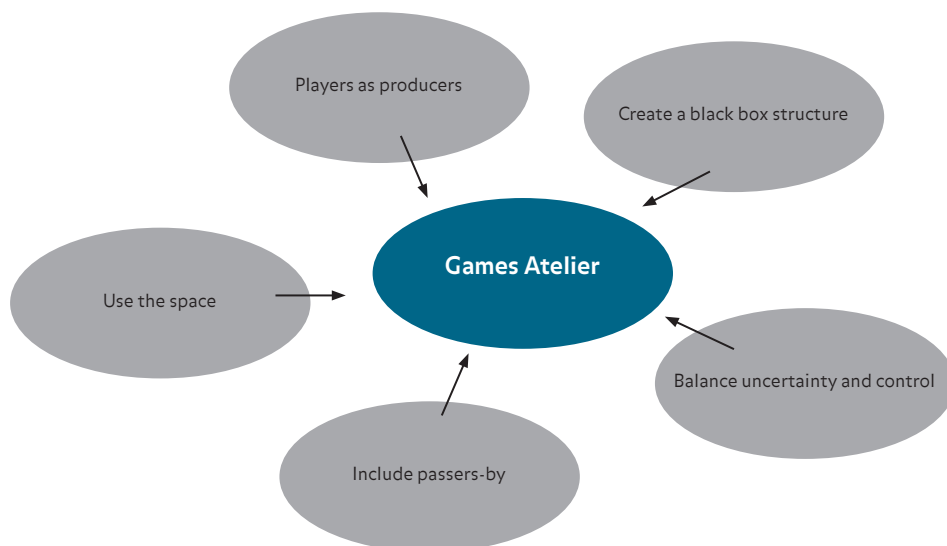 Players as producers
Create a black box structure
Games Atelier
Use the space
Balance uncertainty and control
Include passers-by